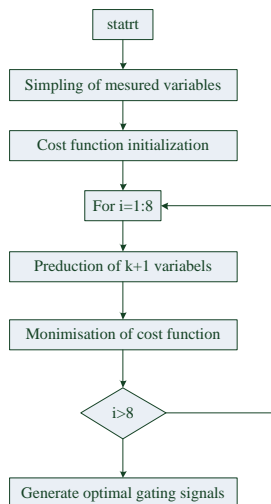 statrt
Simpling of mesured variables
Cost function initialization
For i=1:8
Preduction of k+1 variabels
Monimisation of cost function
i>8
Generate optimal gating signals